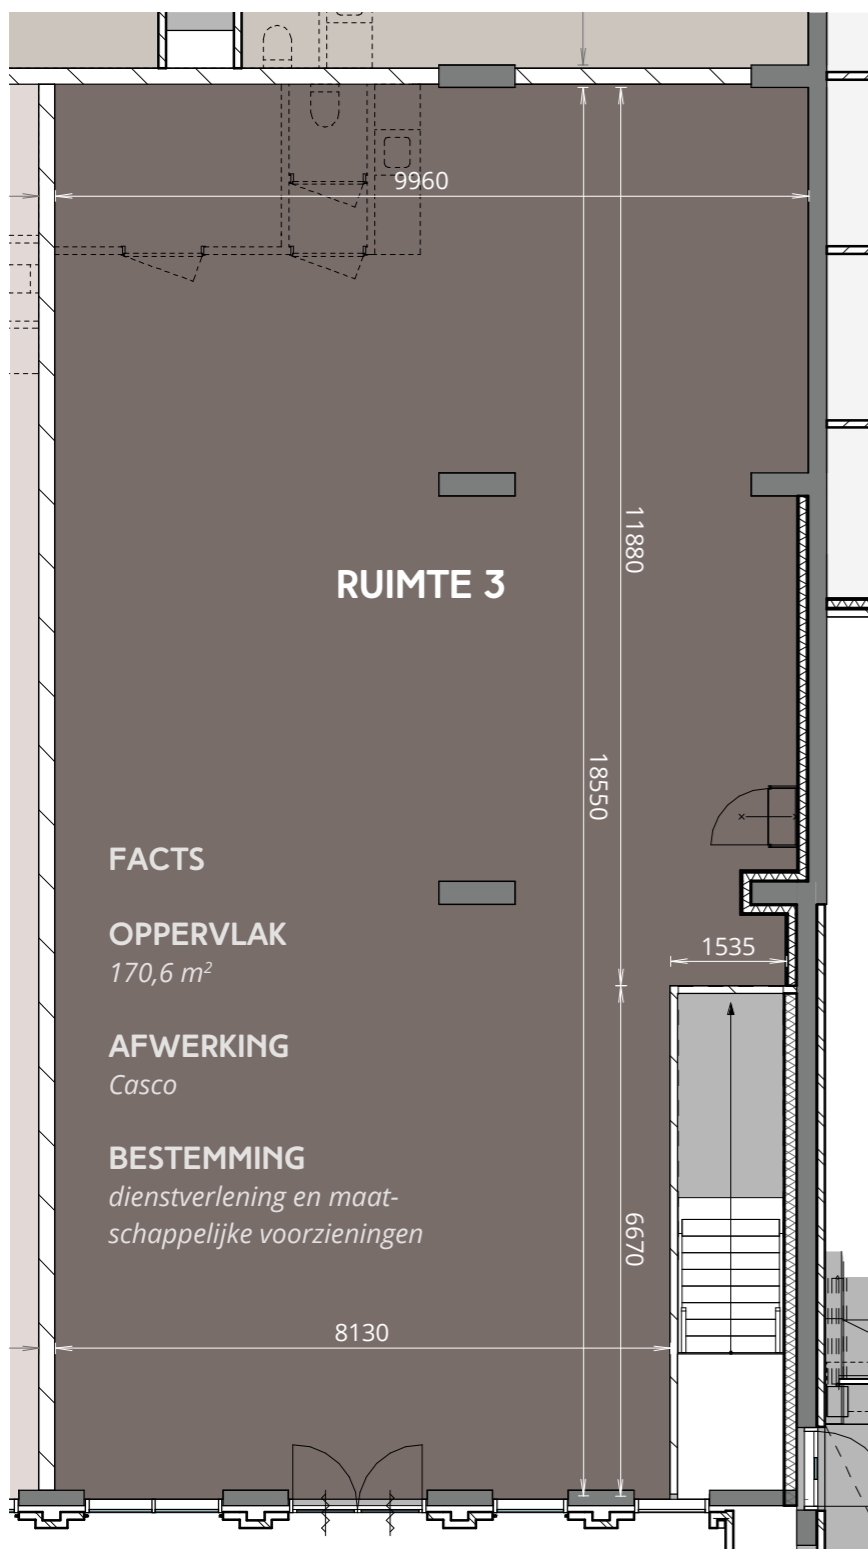 9960
11880
RUIMTE 3
18550
FACTS
OPPERVLAK
170,6 m²
1535
AFWERKING
Casco
BESTEMMING
dienstverlening en maat-
schappelijke voorzieningen
6670
8130